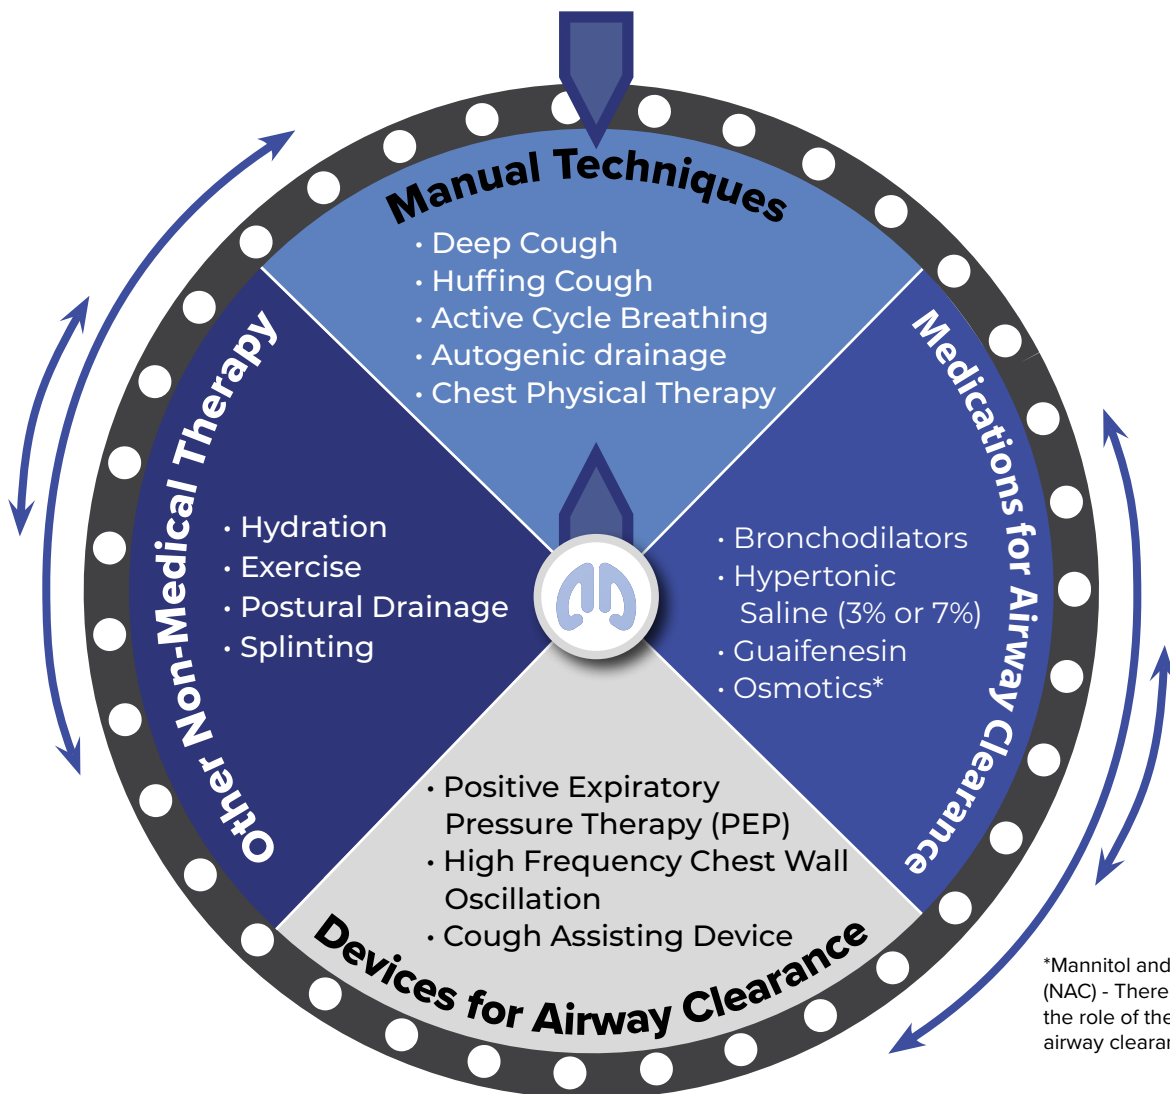 Manual Techniques
• Deep Cough
• Huffing Cough
• Active Cycle Breathing
• Autogenic drainage
• Chest Physical Therapy
Other Non-Medical Therapy
• Hydration
• Exercise
• Postural Drainage
• Splinting
Medications for Airway Clearance
• Bronchodilators
• Hypertonic
Saline (3% or 7%)
• Guaifenesin
• Osmotics*
• Positive Expiratory
Pressure Therapy (PEP)
• High Frequency Chest Wall
Oscillation
• Cough Assisting Device
Devices for Airway Clearance
*Mannitol and
(NAC) - There
the role of the
airway clearan